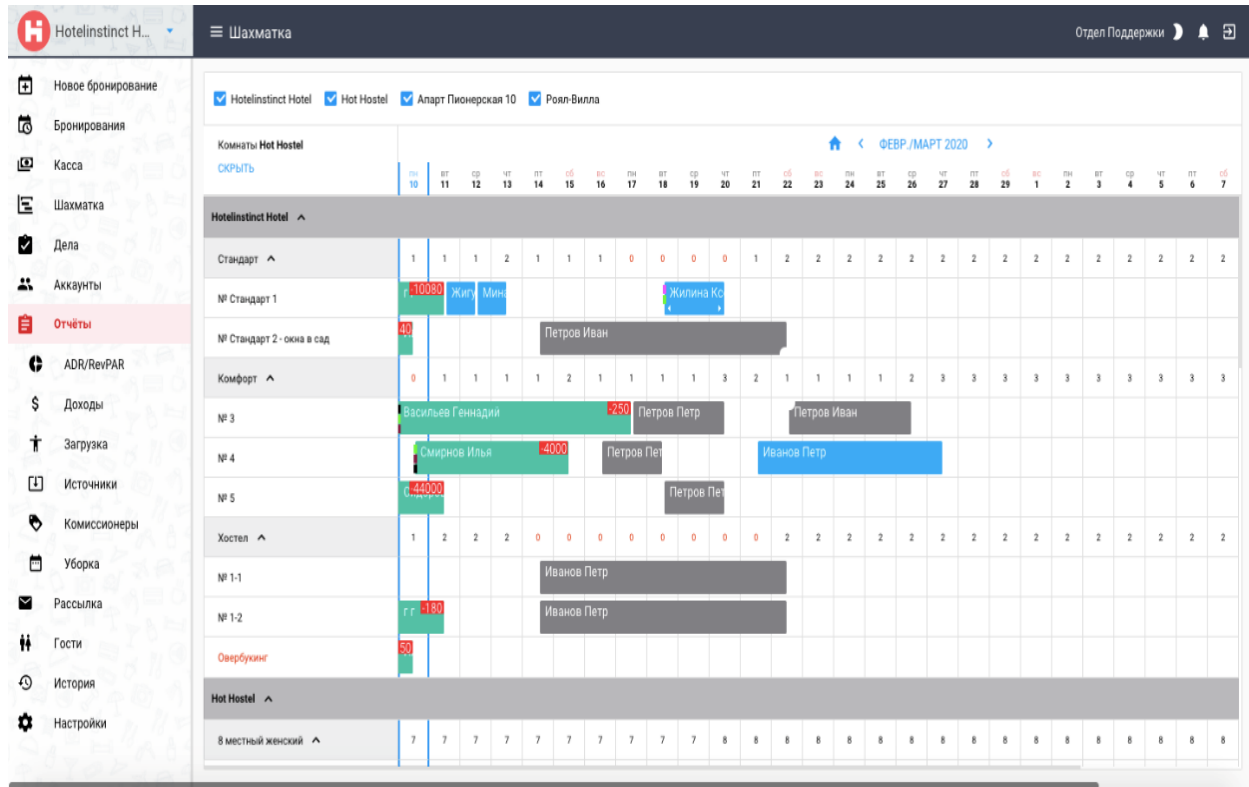 Hotelinstinct H...
Шахматка
Отдел Поддержки
Новое бронирование
Бронирования
Касса
Шахматка
Дела
Аккаунты
Отчёты
ADR/RevPAR
Доходы
Загрузка
Источники
Комиссионеры
Уборка
Рассылка
Гости
История
Настройки
Hotelinstinct Hotel Hot Hostel Апарт Пионерская 10 Роял-Вилла
Комнаты Hot Hostel
СКРЫТЬ
ФЕВР./МАРТ 2020
пн вт ср чт пт сб вс пн вт ср чт пт сб вс пн вт ср чт пт сб вс пн вт ср чт пт сб
10 11 12 13 14 15 16 17 18 19 20 21 22 23 24 25 26 27 28 29 1 2 3 4 5 6 7
Hotelinstinct Hotel
Стандарт 1 1 1 2 1 1 1 0 0 0 0 1 2 2 2 2 2 2 2 2 2 2 2 2 2 2 2
№ Стандарт 1 -10080 Жигу Мина Жилина Кс
№ Стандарт 2 - окна в сад 40 Петров Иван
Комфорт 0 1 1 1 1 2 1 1 1 1 3 2 1 1 1 1 2 3 3 3 3 3 3 3 3 3 3
№ 3 Васильев Геннадий -250 Петров Петр Петров Иван
№ 4 Смирнов Илья -4000 Петров Пет Иванов Петр
№ 5 -44000 Петров Пет
Хостел 1 2 2 2 0 0 0 0 0 0 0 0 2 2 2 2 2 2 2 2 2 2 2 2 2 2 2
№ 1-1 Иванов Петр
№ 1-2 г г -180 Иванов Петр
Овербукинг 50
Hot Hostel
8 местный женский 7 7 7 7 7 7 7 7 7 7 8 8 8 8 8 8 8 8 8 8 8 8 8 8 8 8 8